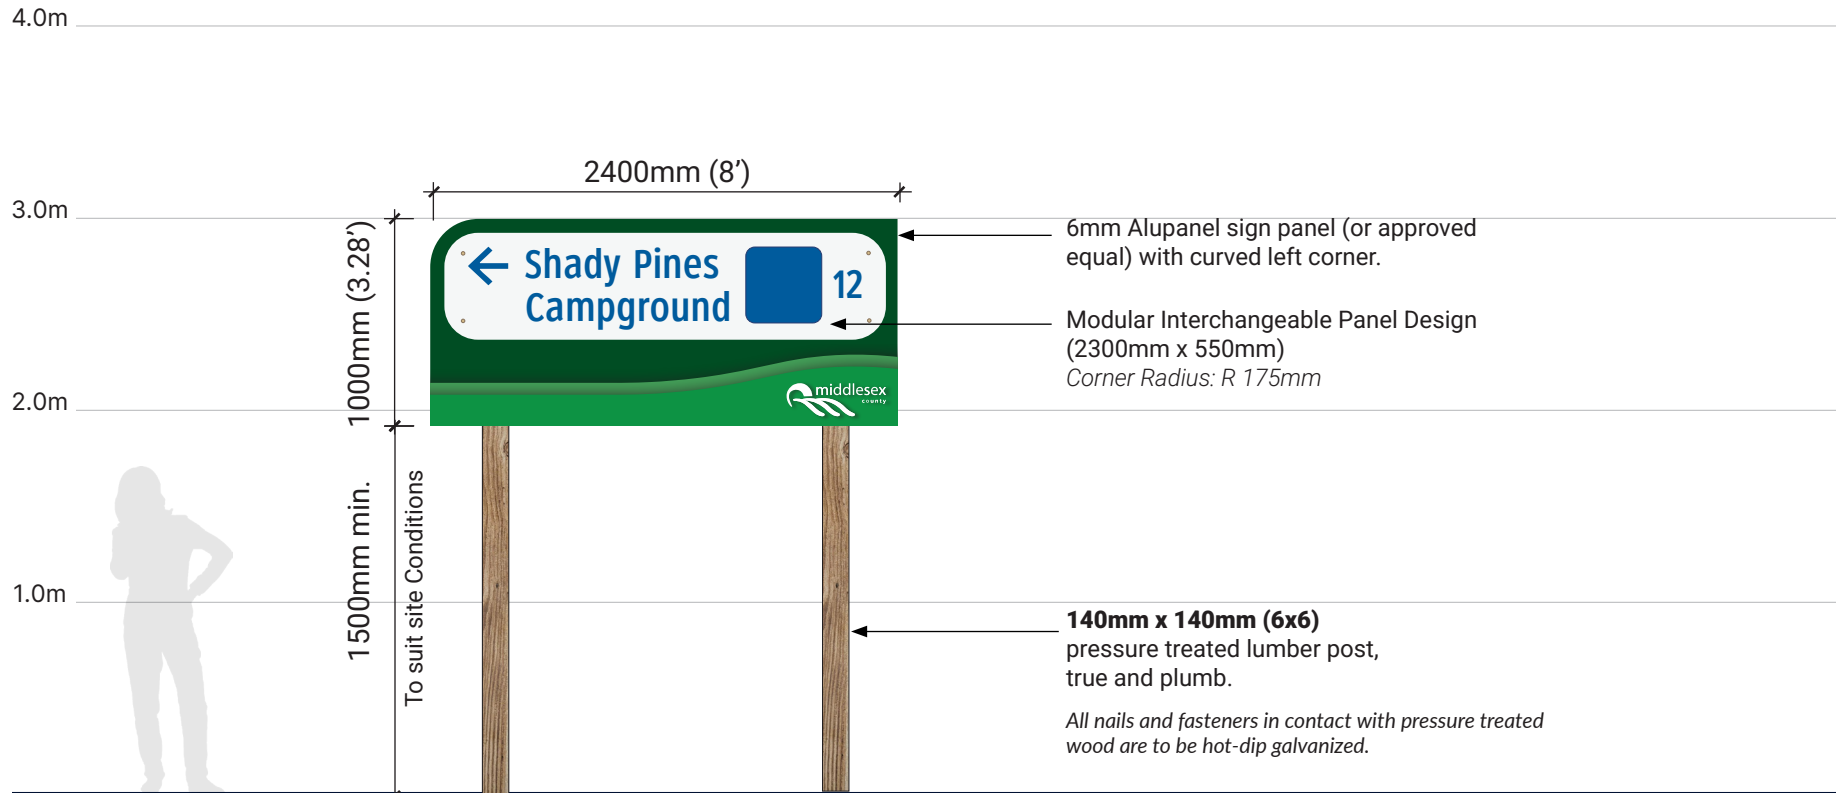 4.0m
2400mm (8’)
3.0m
1000mm (3.28’)
Shady Pines
Campground
12
middlesex
county
6mm Alupanel sign panel (or approved
equal) with curved left corner.
Modular Interchangeable Panel Design
(2300mm x 550mm)
Corner Radius: R 175mm
2.0m
1500mm min.
To suit site Conditions
1.0m
140mm x 140mm (6x6)
pressure treated lumber post,
true and plumb.
All nails and fasteners in contact with pressure treated
wood are to be hot-dip galvanized.